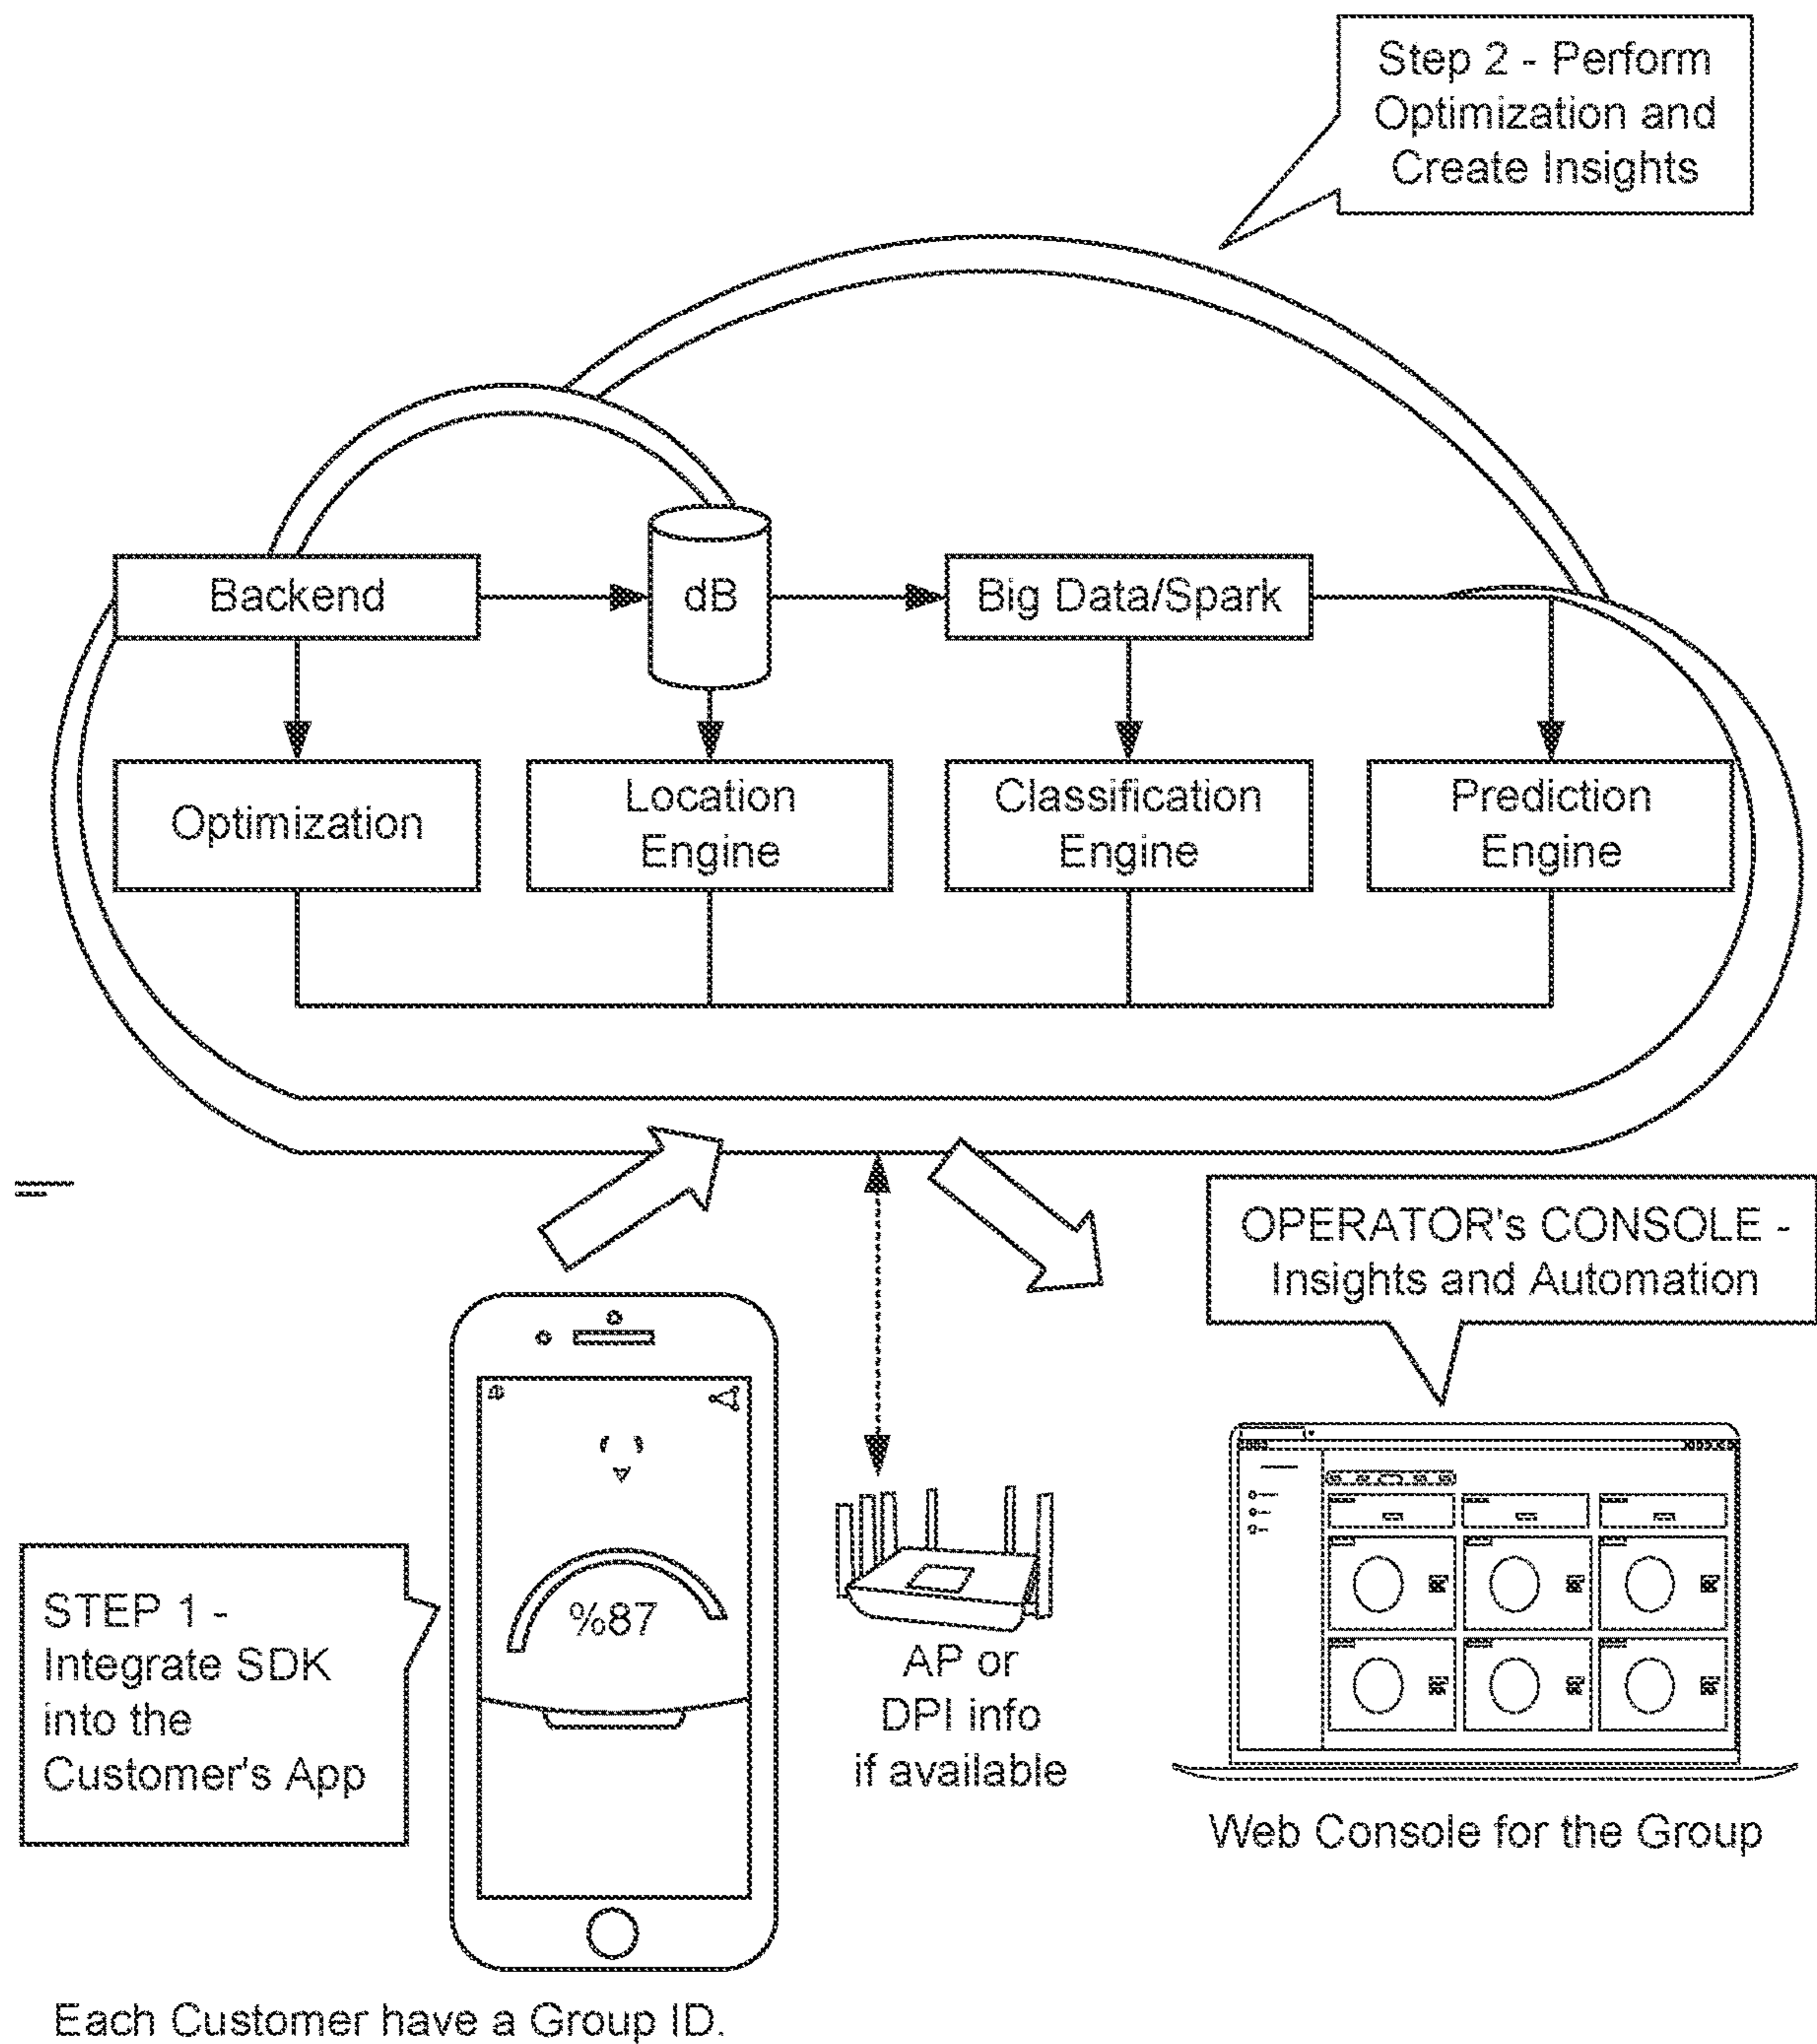 Step 2 - Perform
Optimization and
Create Insights
Backend
dB
Big Data/Spark
Optimization
Location
Engine
Classification
Engine
Prediction
Engine
OPERATOR's CONSOLE -
Insights and Automation
%87
STEP 1 -
Integrate SDK
into the
Customer's App
AP or
DPI info
if available
Web Console for the Group
Each Customer have a Group ID.